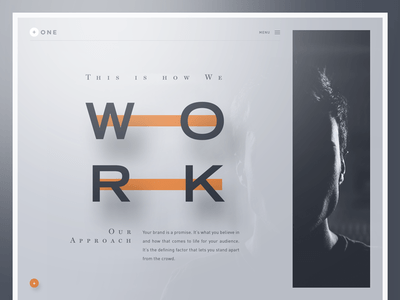 ONE
MENU
THIS IS HOW WE
W O
R K
OUR
APPROACH
Your brand is a promise. It's what you believe in
and how that comes to life for your audience.
It's the defining factor that lets you stand apart
from the crowd.